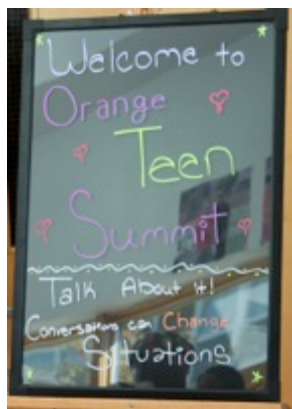 Welcome to
Orange
Teen
Summit
Talk About it!
Conversations can Change
Situations